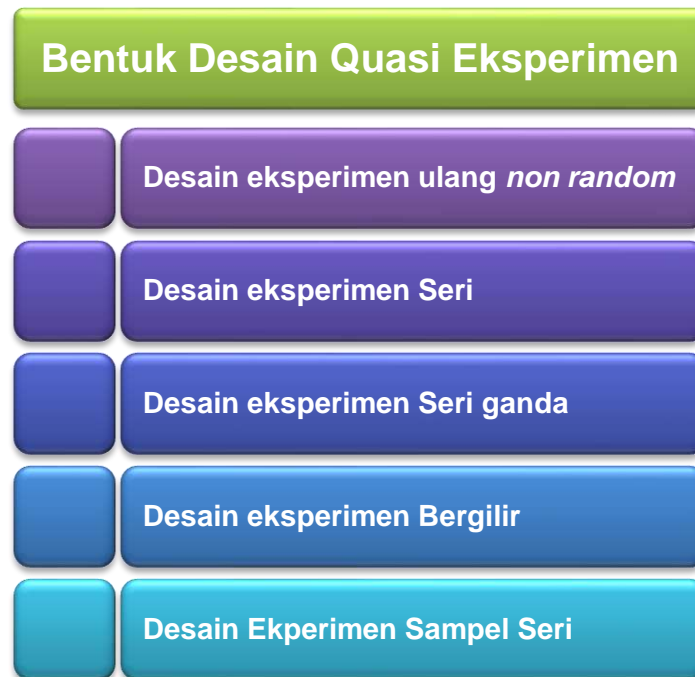 Bentuk Desain Quasi Eksperimen
Desain eksperimen ulang non random
Desain eksperimen Seri
Desain eksperimen Seri ganda
Desain eksperimen Bergilir
Desain Ekperimen Sampel Seri